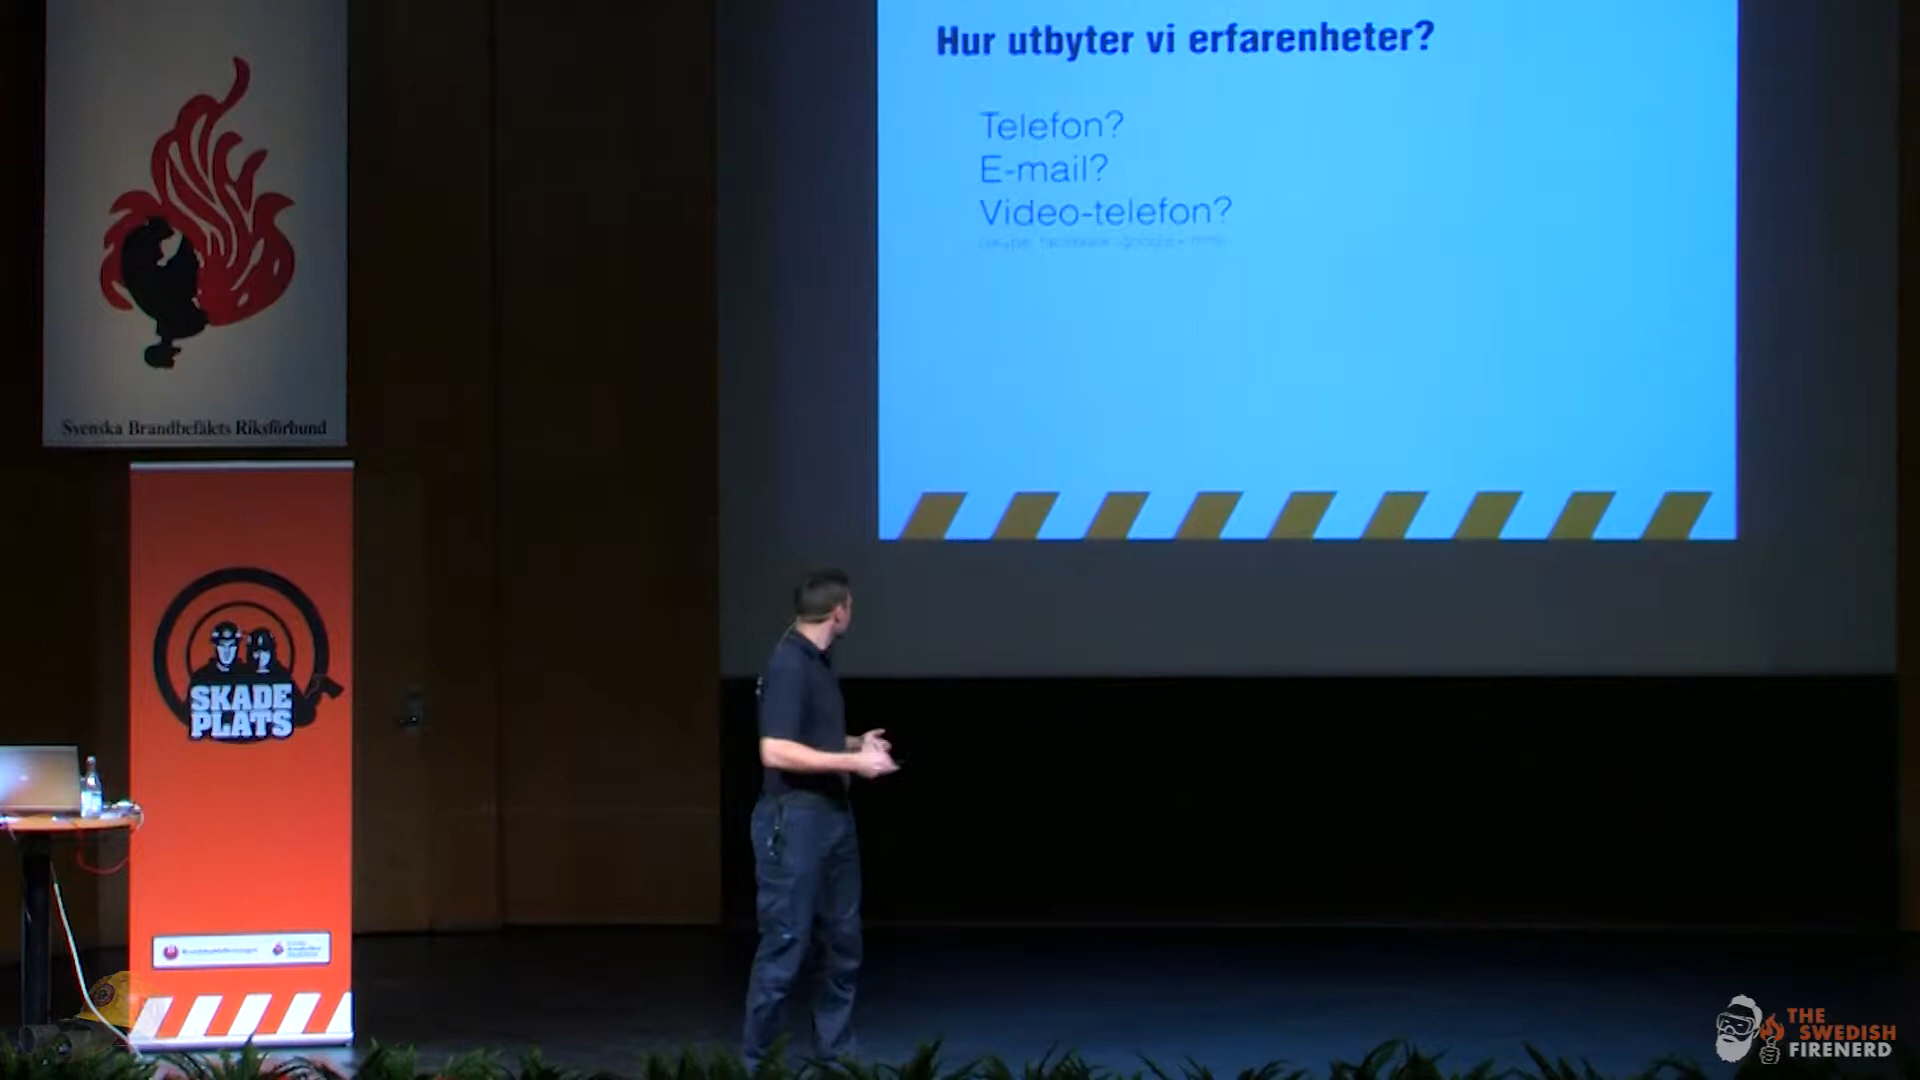 Hur utbyter vi erfarenheter?
Telefon?
E-mail?
Video-telefon?
Svenska Brandbefälets Riksförbund
SKADE
PLATS
THE
SWEDISH
FIRENERD